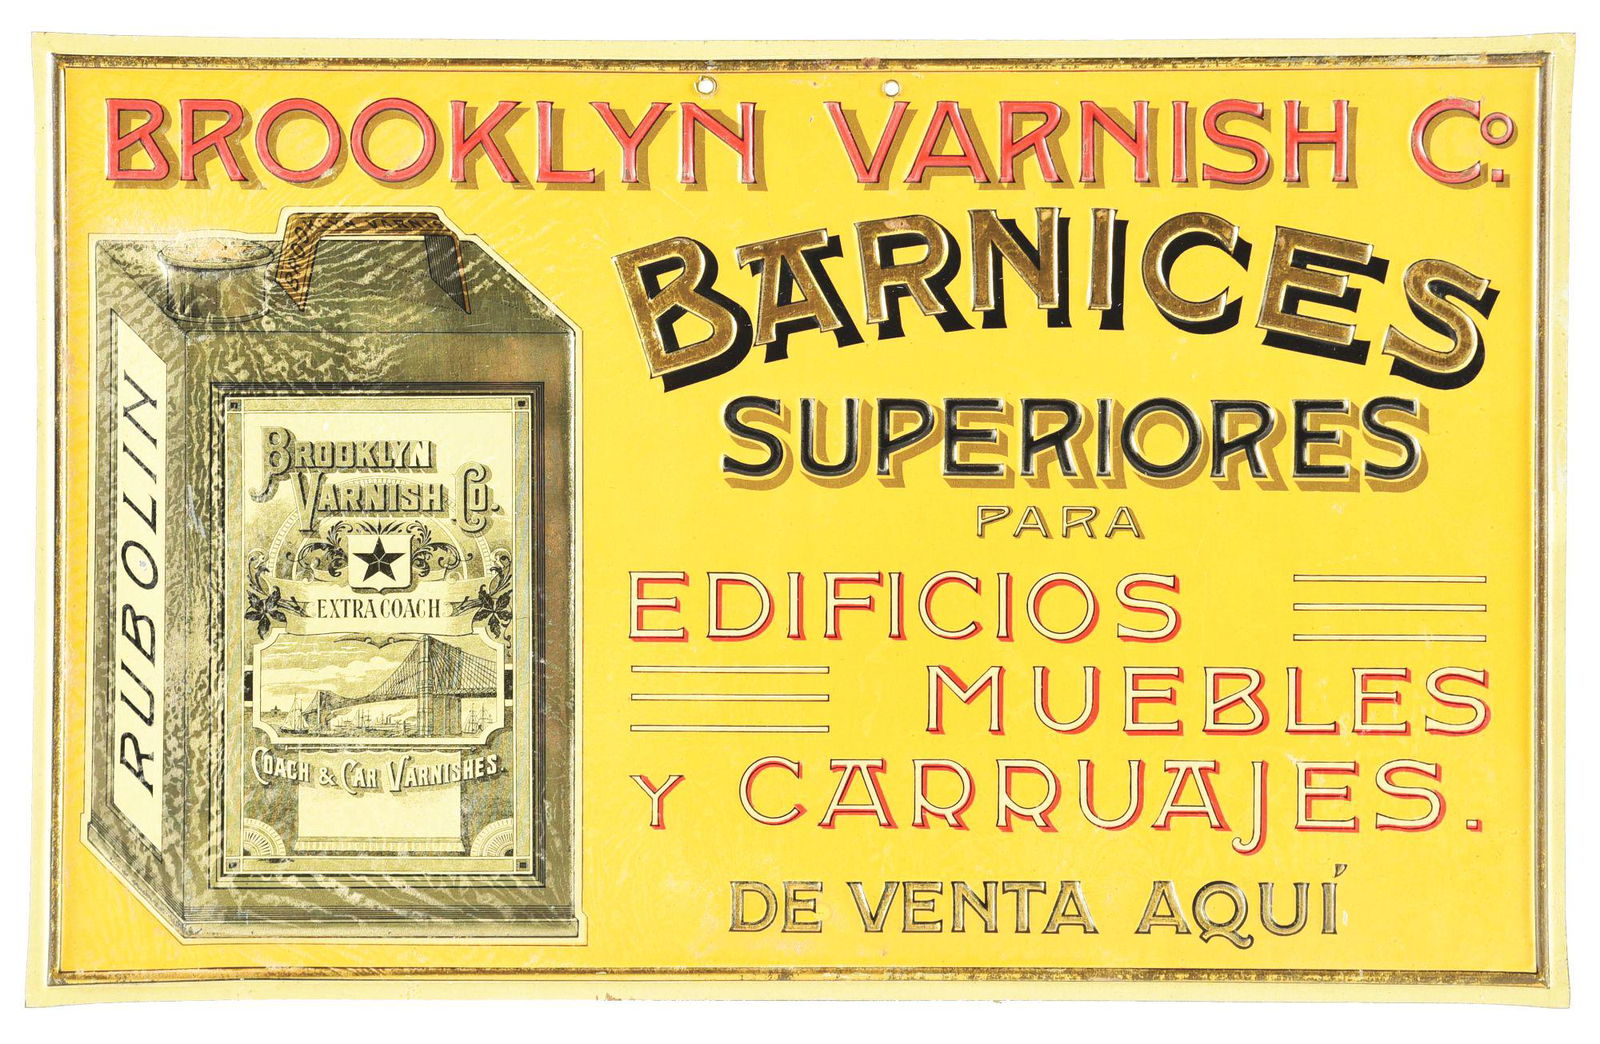 BROOKLYN VARNISH Co.
BARNICES
SUPERIORES
PARA
EDIFICIOS
MUEBLES
Y CARRUAJES.
DE VENTA AQUÍ
RUBOLIN
BROOKLYN
VARNISH CO.
EXTRA COACH
COACH & CAR VARNISHES.